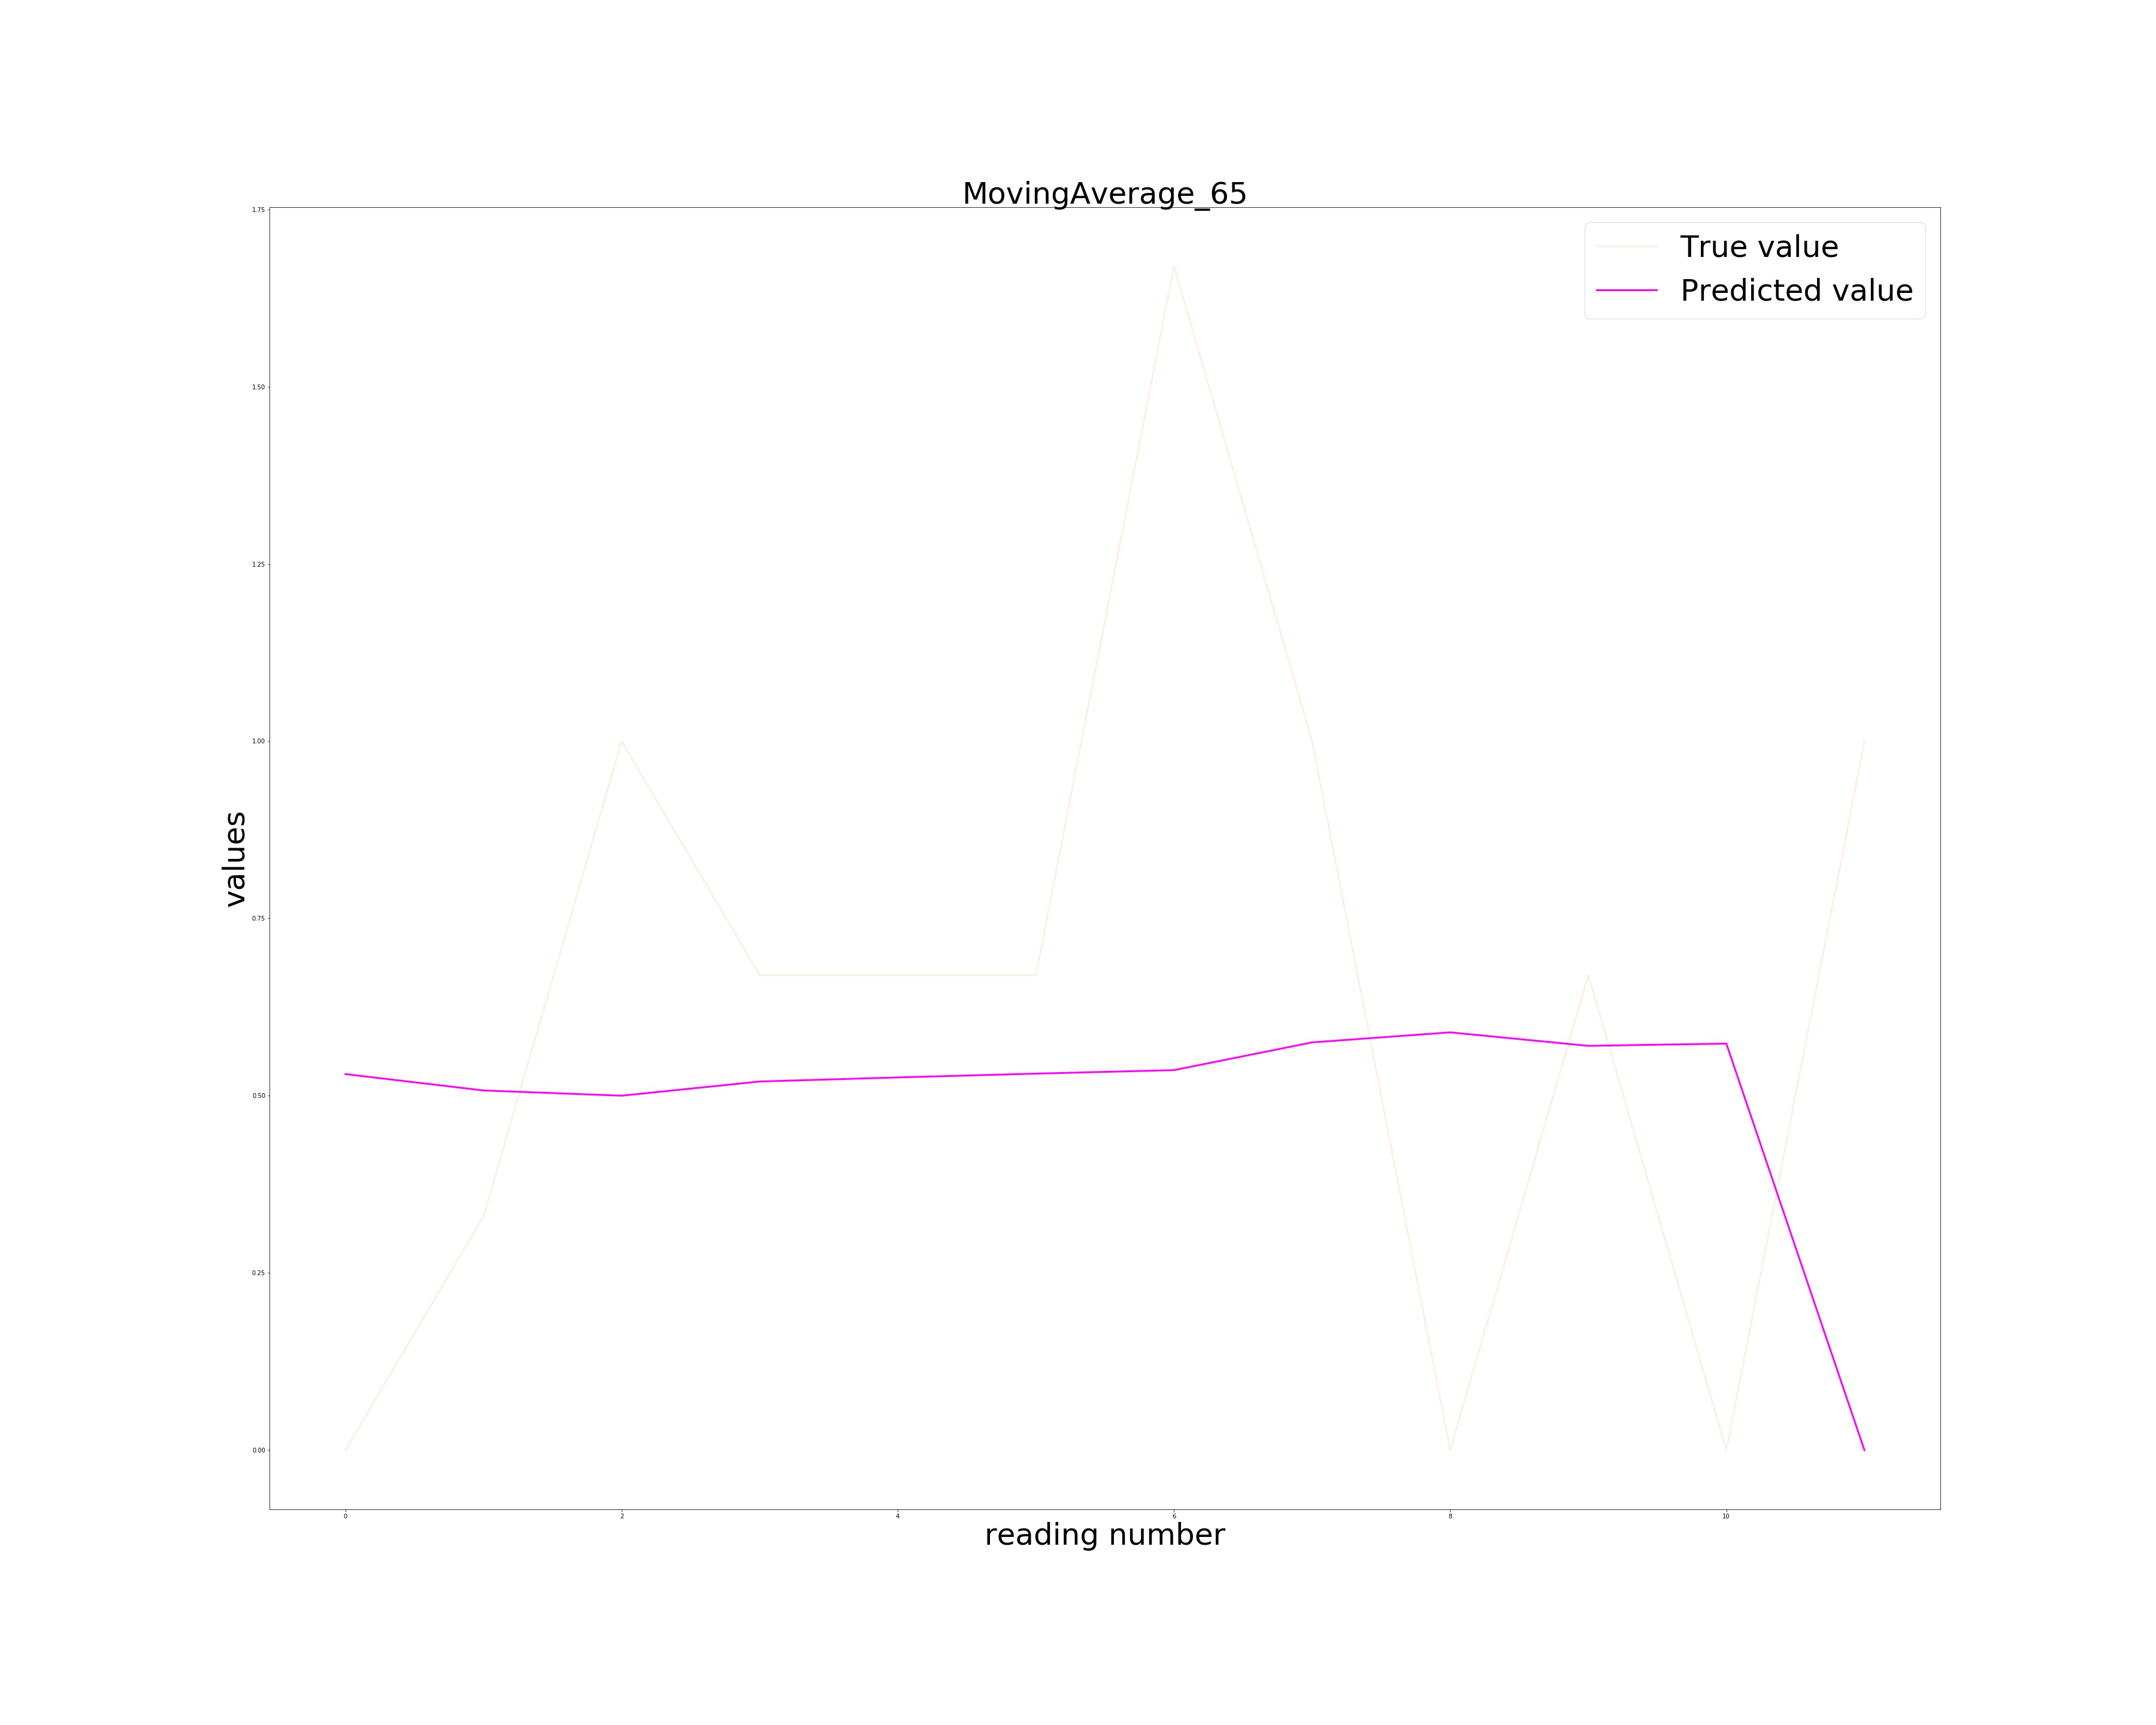 MovingAverage_65
True value
Predicted value
values
1.75
1.50
1.25
1.00
0.75
0.50
0.25
0.00
0 2 4 6 8 10
reading number